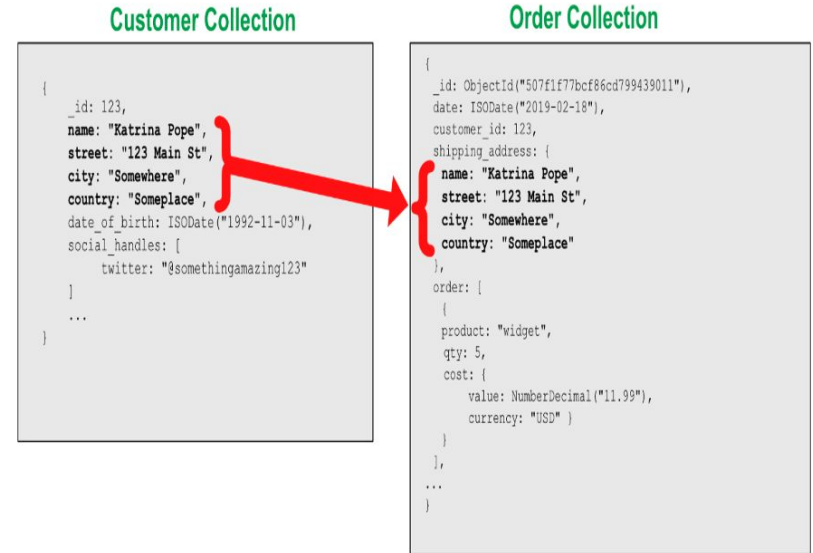 Customer Collection
{
_id: 123,
name: "Katrina Pope",
street: "123 Main St",
city: "Somewhere",
country: "Someplace",
date_of_birth: ISODate("1992-11-03"),
social_handles: [
twitter: "@somethingamazing123"
]
...
}
Order Collection
{
_id: ObjectId("507f1f77bcf86cd799439011"),
date: ISODate("2019-02-18"),
customer_id: 123,
shipping_address: {
name: "Katrina Pope",
street: "123 Main St",
city: "Somewhere",
country: "Someplace"
},
order: [
{
product: "widget",
qty: 5,
cost: {
value: NumberDecimal("11.99"),
currency: "USD" }
}
],
...
}